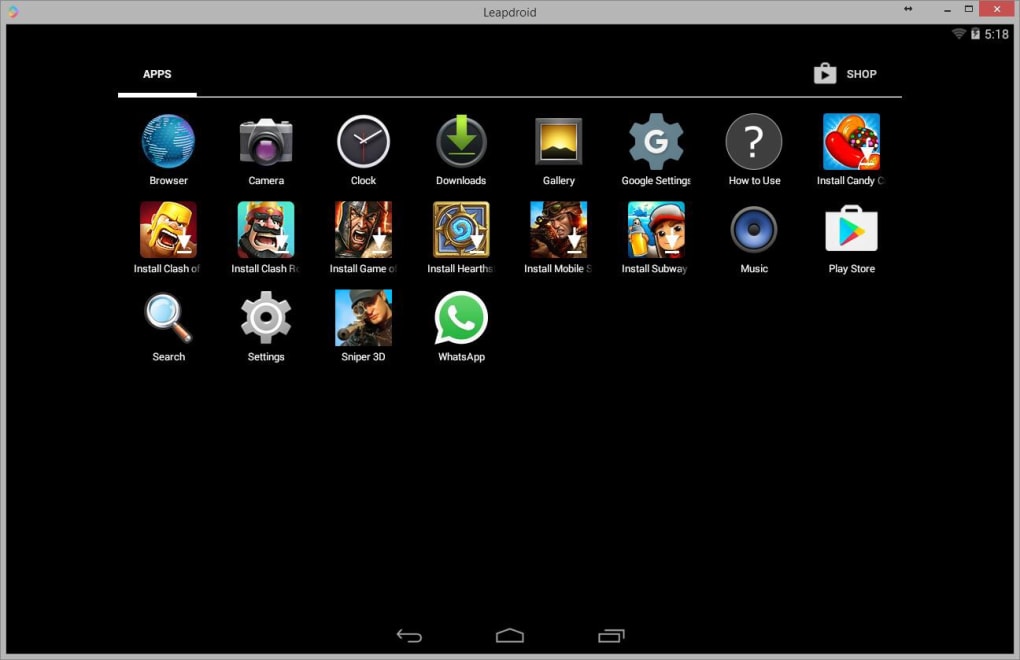 Leapdroid
5:18
APPS
SHOP
Browser
Camera
Clock
Downloads
Gallery
Google Settings
How to Use
Install Candy C
Install Clash of
Install Clash Ro
Install Game of
Install Hearths
Install Mobile S
Install Subway
Music
Play Store
Search
Settings
Sniper 3D
WhatsApp